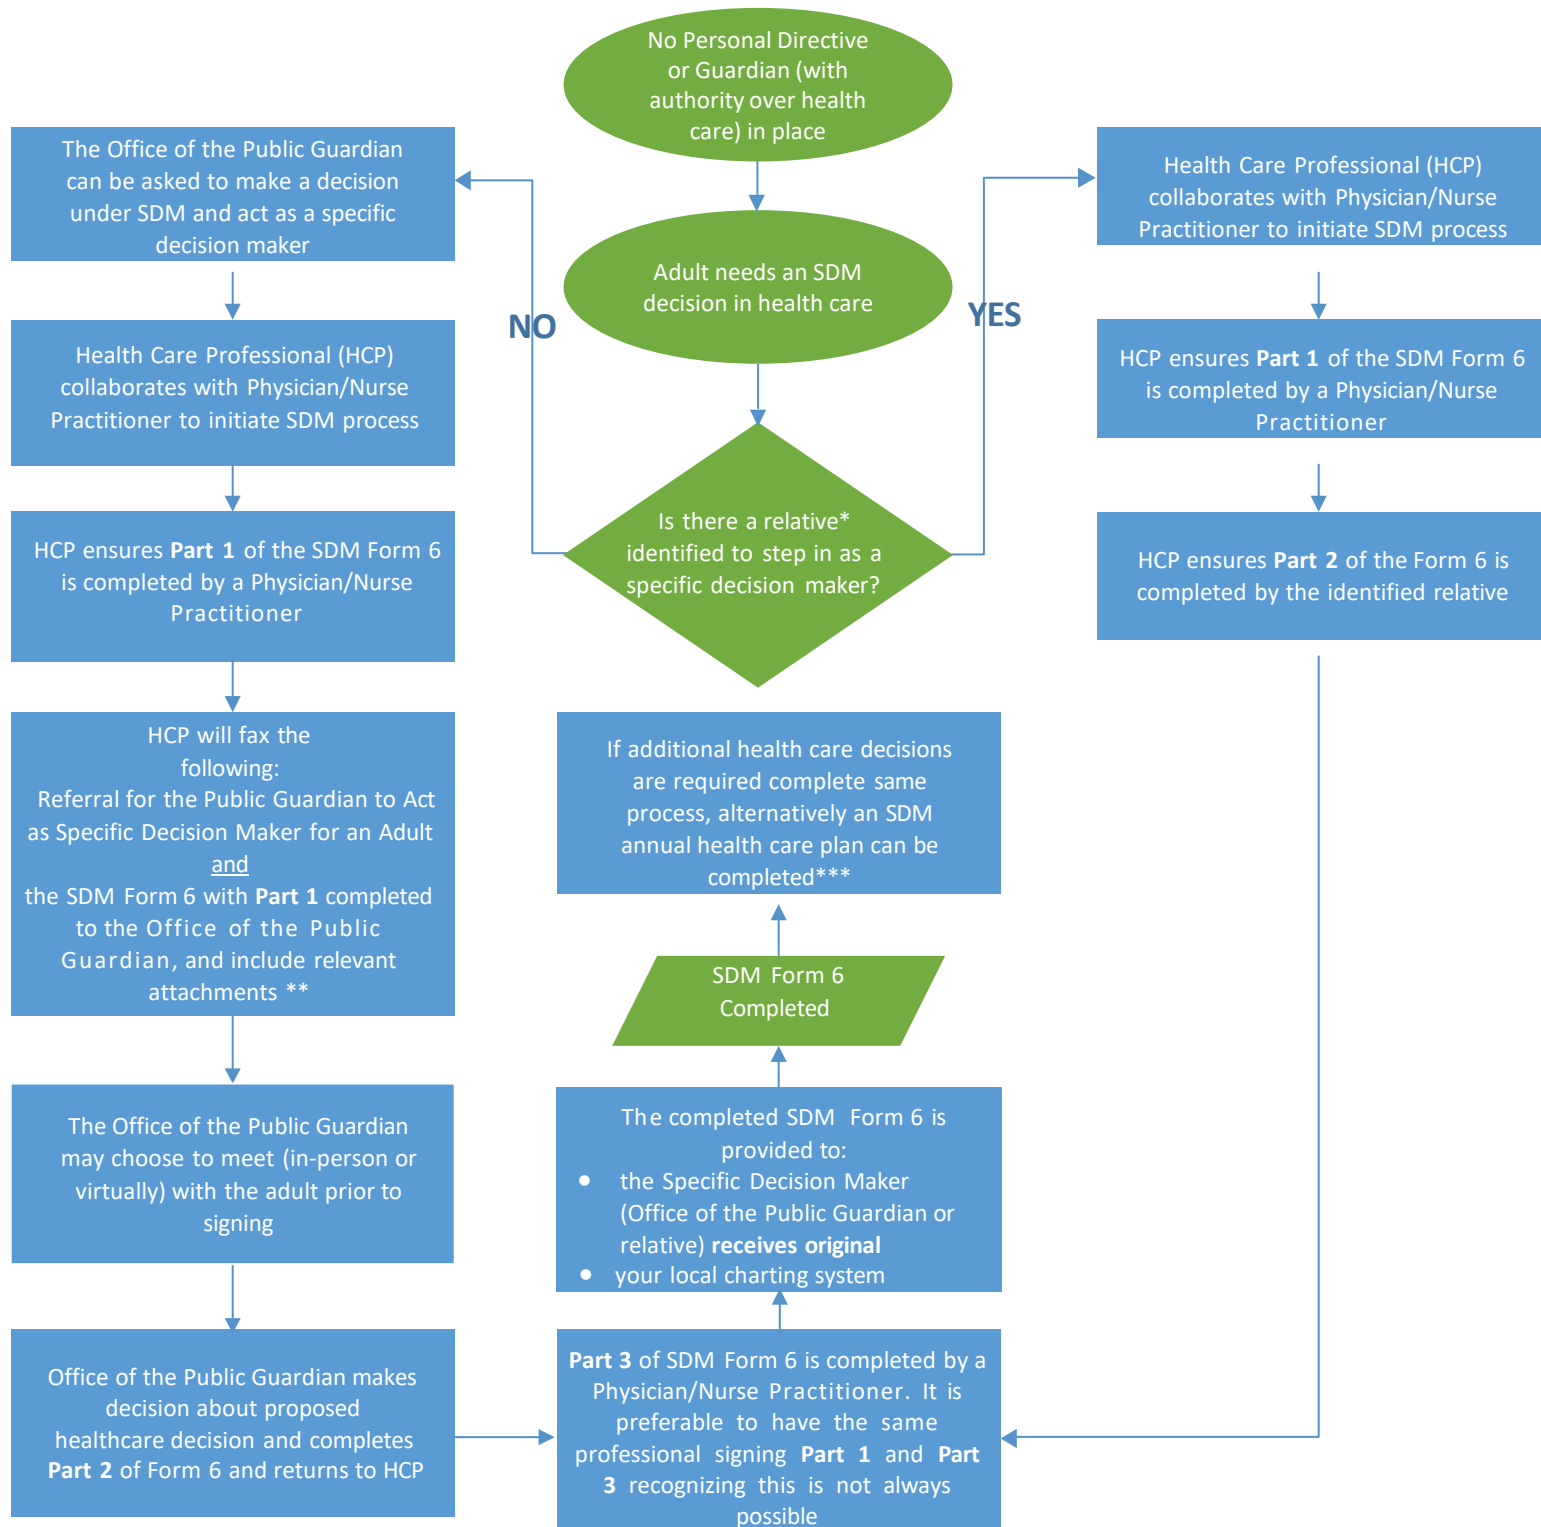 No Personal Directive
or Guardian (with
authority over health
care) in place
Adult needs an SDM
decision in health care
Is there a relative*
identified to step in as a
specific decision maker?
NO
The Office of the Public Guardian
can be asked to make a decision
under SDM and act as a specific
decision maker
Health Care Professional (HCP)
collaborates with Physician/Nurse
Practitioner to initiate SDM process
HCP ensures Part 1 of the SDM Form 6
is completed by a Physician/Nurse
Practitioner
HCP will fax the
following:
Referral for the Public Guardian to Act
as Specific Decision Maker for an Adult
and
the SDM Form 6 with Part 1 completed
to the Office of the Public
Guardian, and include relevant
attachments **
The Office of the Public Guardian
may choose to meet (in-person or
virtually) with the adult prior to
signing
Office of the Public Guardian makes
decision about proposed
healthcare decision and completes
Part 2 of Form 6 and returns to HCP
YES
Health Care Professional (HCP)
collaborates with Physician/Nurse
Practitioner to initiate SDM process
HCP ensures Part 1 of the SDM Form 6
is completed by a Physician/Nurse
Practitioner
HCP ensures Part 2 of the Form 6 is
completed by the identified relative
Part 3 of SDM Form 6 is completed by a
Physician/Nurse Practitioner. It is
preferable to have the same
professional signing Part 1 and Part
3 recognizing this is not always
possible
The completed SDM Form 6 is
provided to:
● the Specific Decision Maker
(Office of the Public Guardian or
relative) receives original
● your local charting system
SDM Form 6
Completed
If additional health care decisions
are required complete same
process, alternatively an SDM
annual health care plan can be
completed***